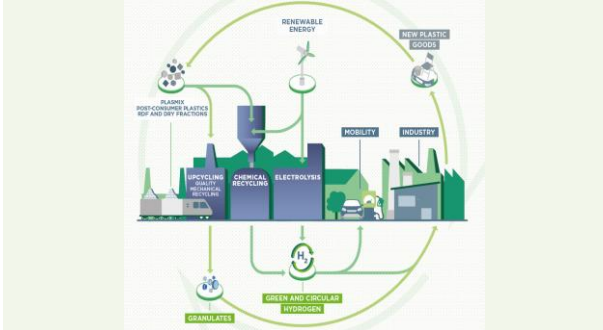 RENEWABLE
ENERGY
NEW PLASTIC
GOODS
PLASMIX
POST-CONSUMER PLASTICS
RDF AND DRY FRACTIONS
MOBILITY
INDUSTRY
UPCYCLING
QUALITY
MECHANICAL
RECYCLING
CHEMICAL
RECYCLING
ELECTROLYSIS
H2
GREEN AND CIRCULAR
HYDROGEN
GRANULATES